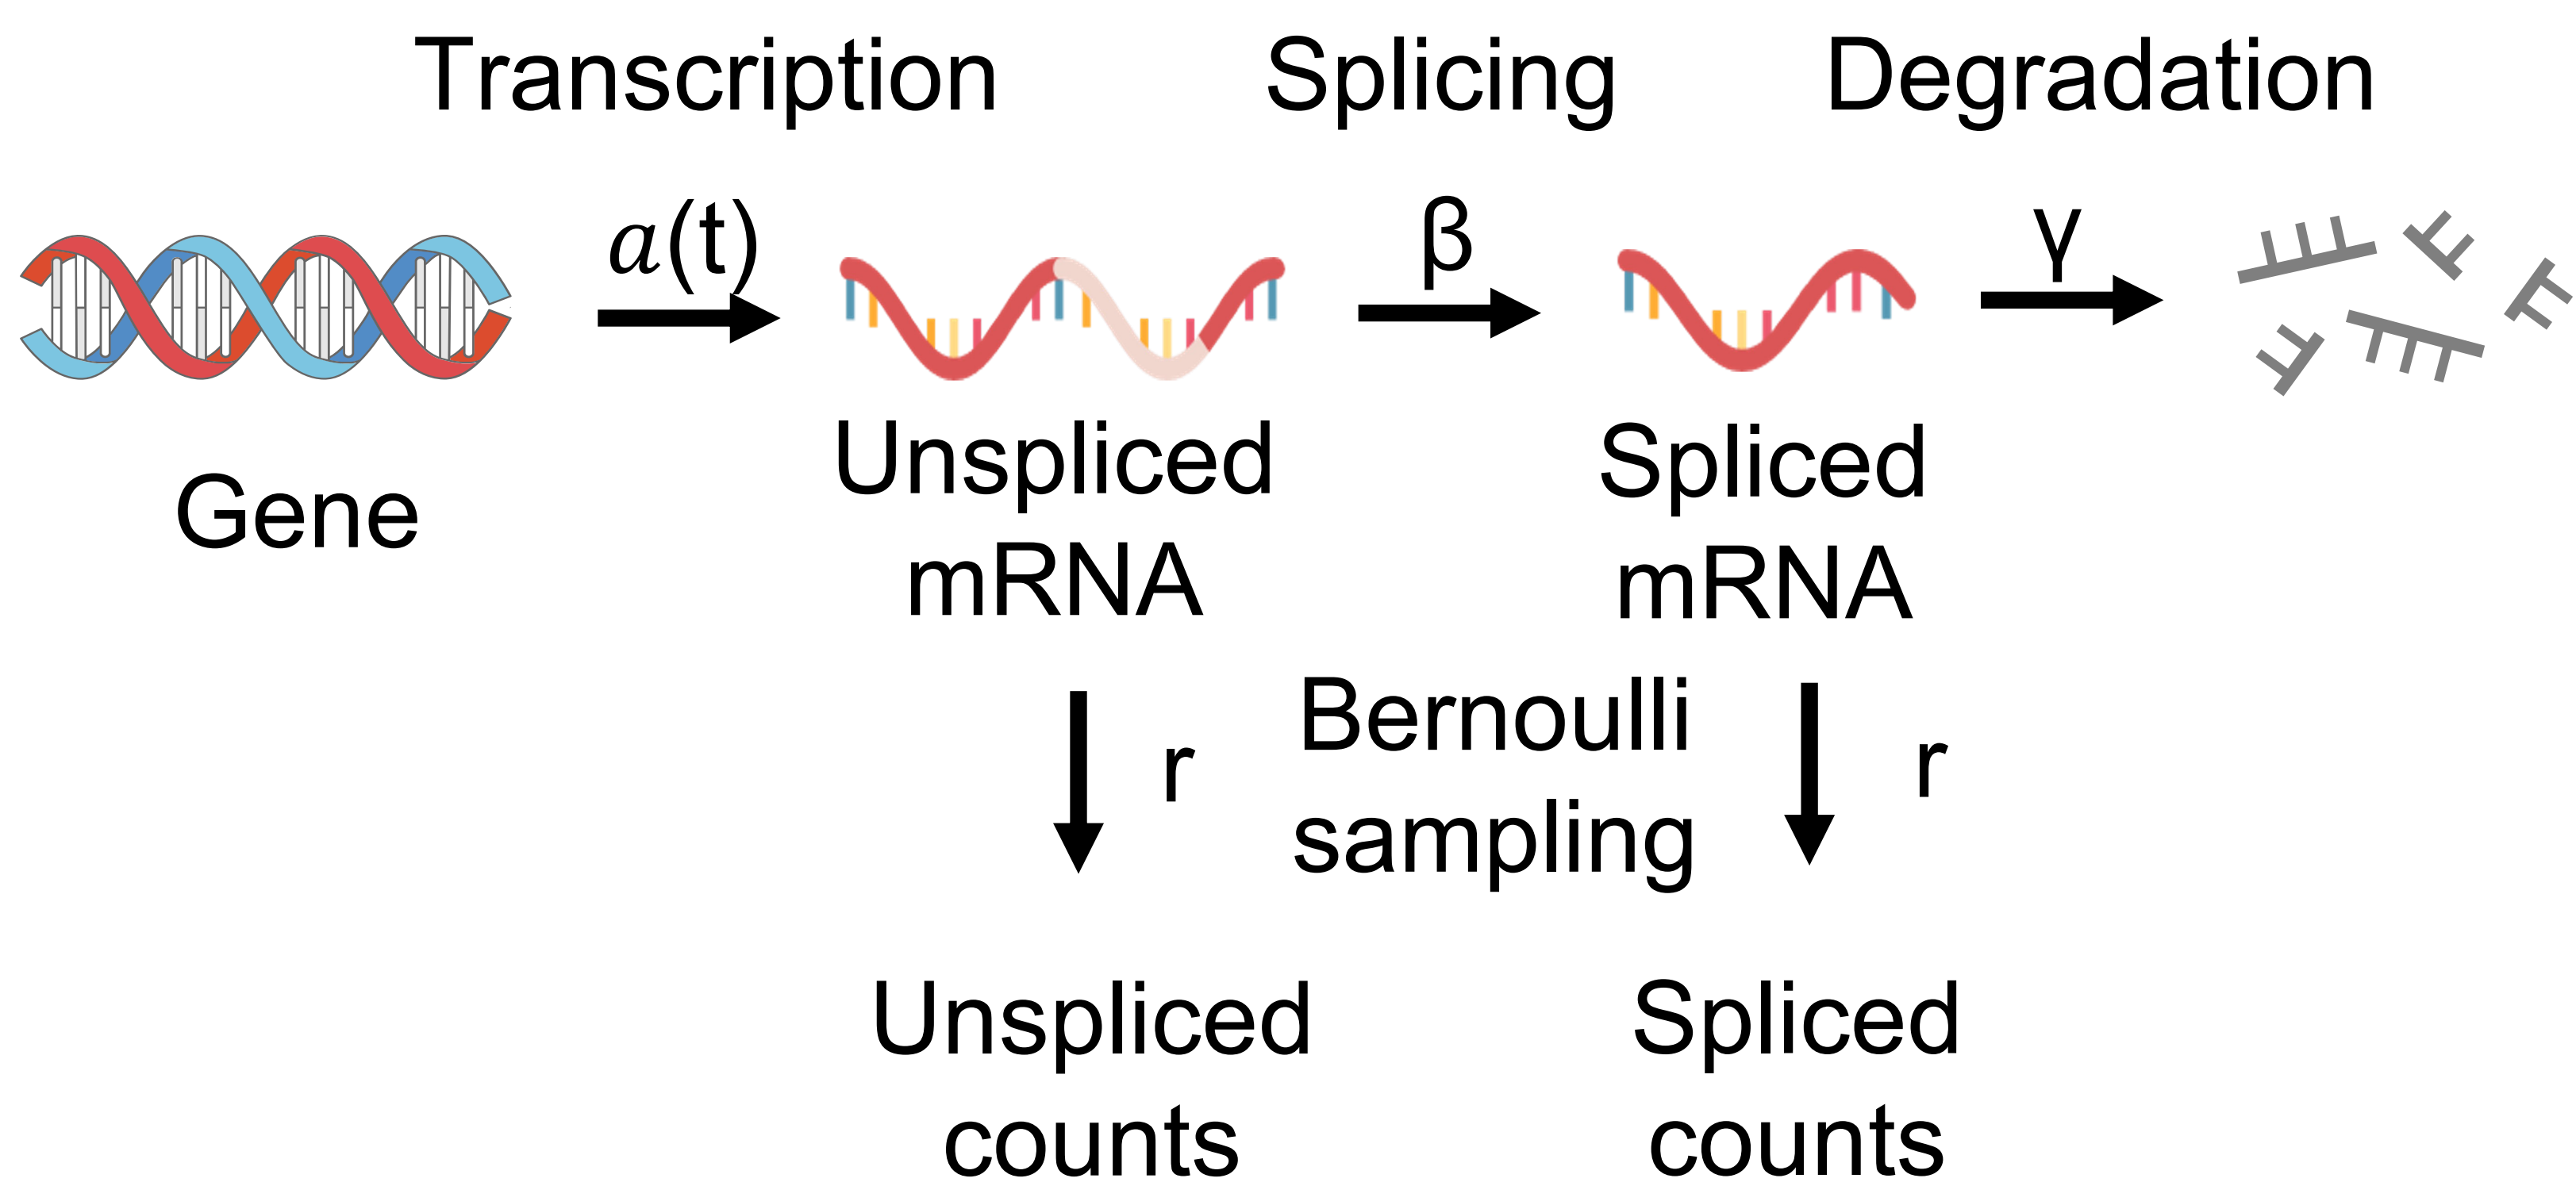 Transcription
Splicing
Degradation
a(t)
β
γ
Gene
Unspliced
mRNA
Spliced
mRNA
r
Bernoulli
sampling
r
Unspliced
counts
Spliced
counts